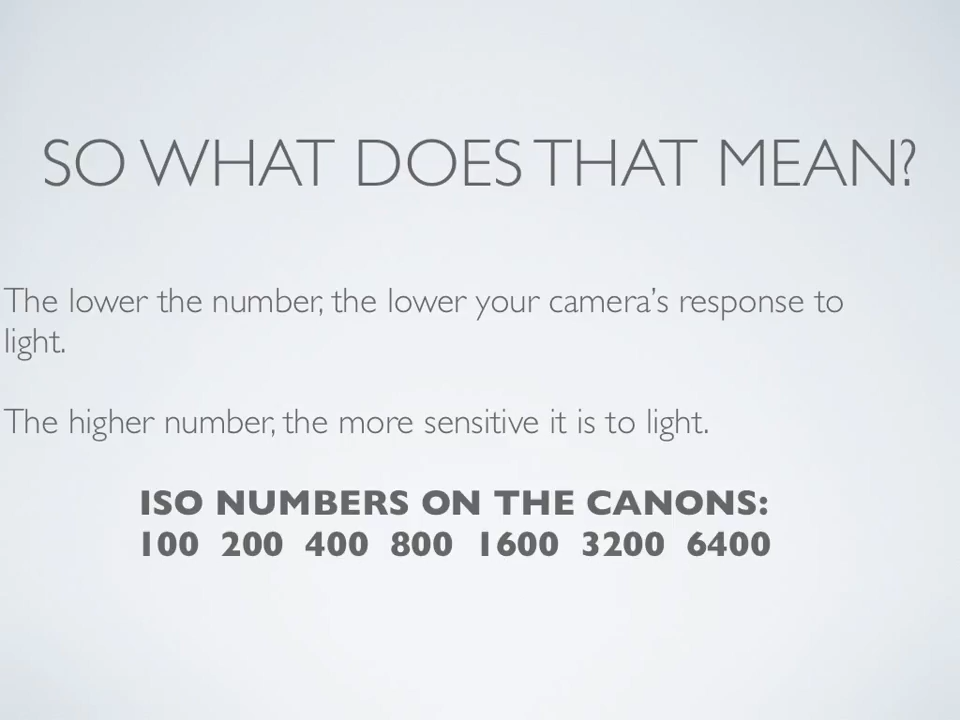 SO WHAT DOES THAT MEAN?
The lower the number, the lower your camera's response to
light.
The higher number, the more sensitive it is to light.
ISO NUMBERS ON THE CANONS:
100 200 400 800 1600 3200 6400